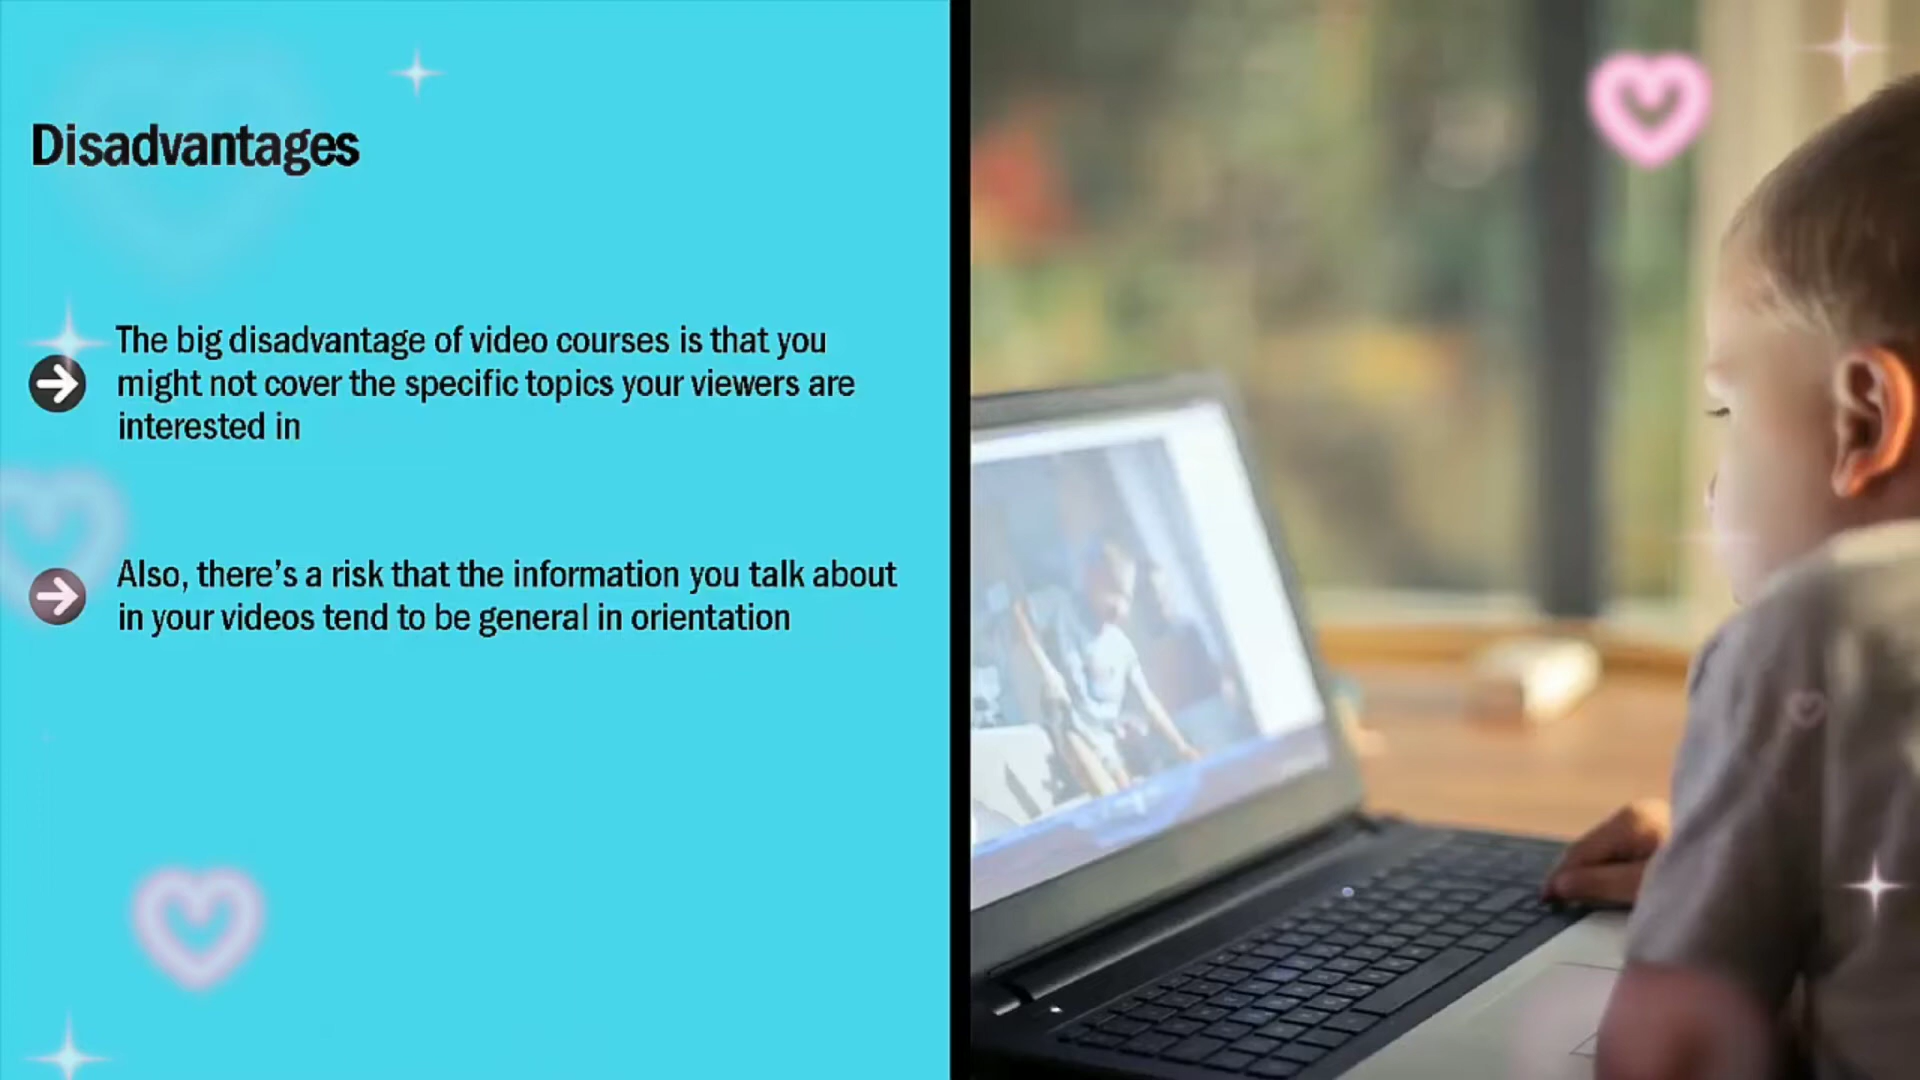 Disadvantages
The big disadvantage of video courses is that you
might not cover the specific topics your viewers are
interested in
Also, there's a risk that the information you talk about
in your videos tend to be general in orientation